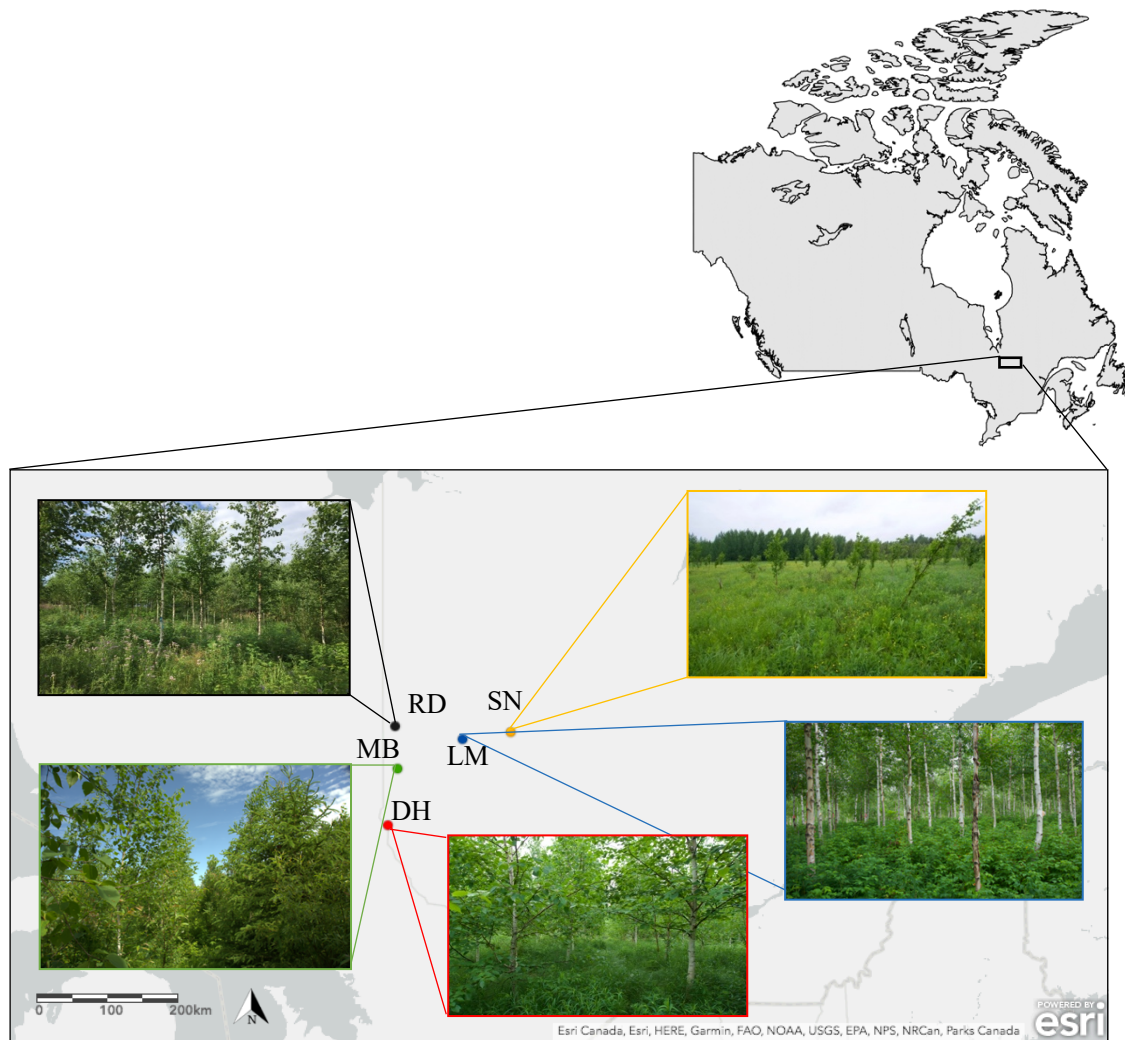 RD
SN
MB
LM
DH
0 100 200km
N
Esri Canada, Esri, HERE, Garmin, FAO, NOAA, USGS, EPA, NPS, NRCan, Parks Canada
POWERED BY
esri